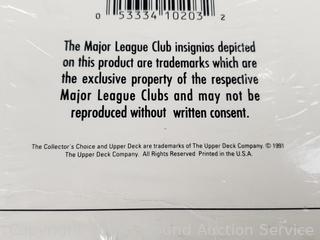 0 53334 10203 2
The Major League Club insignias depicted
on this product are trademarks which are
the exclusive property of the respective
Major League Clubs and may not be
reproduced without written consent.
The Collector's Choice and Upper Deck are trademarks of The Upper Deck Company. © 1991
The Upper Deck Company. All Rights Reserved Printed in the U.S.A.
Auction Service